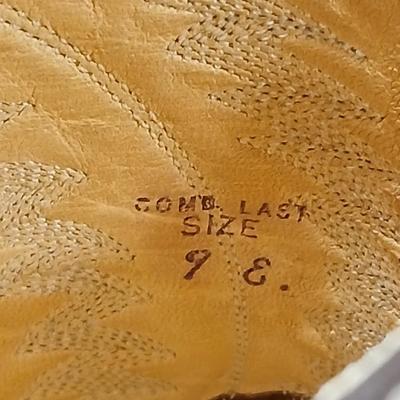 COMB. LAST
SIZE
9 E.